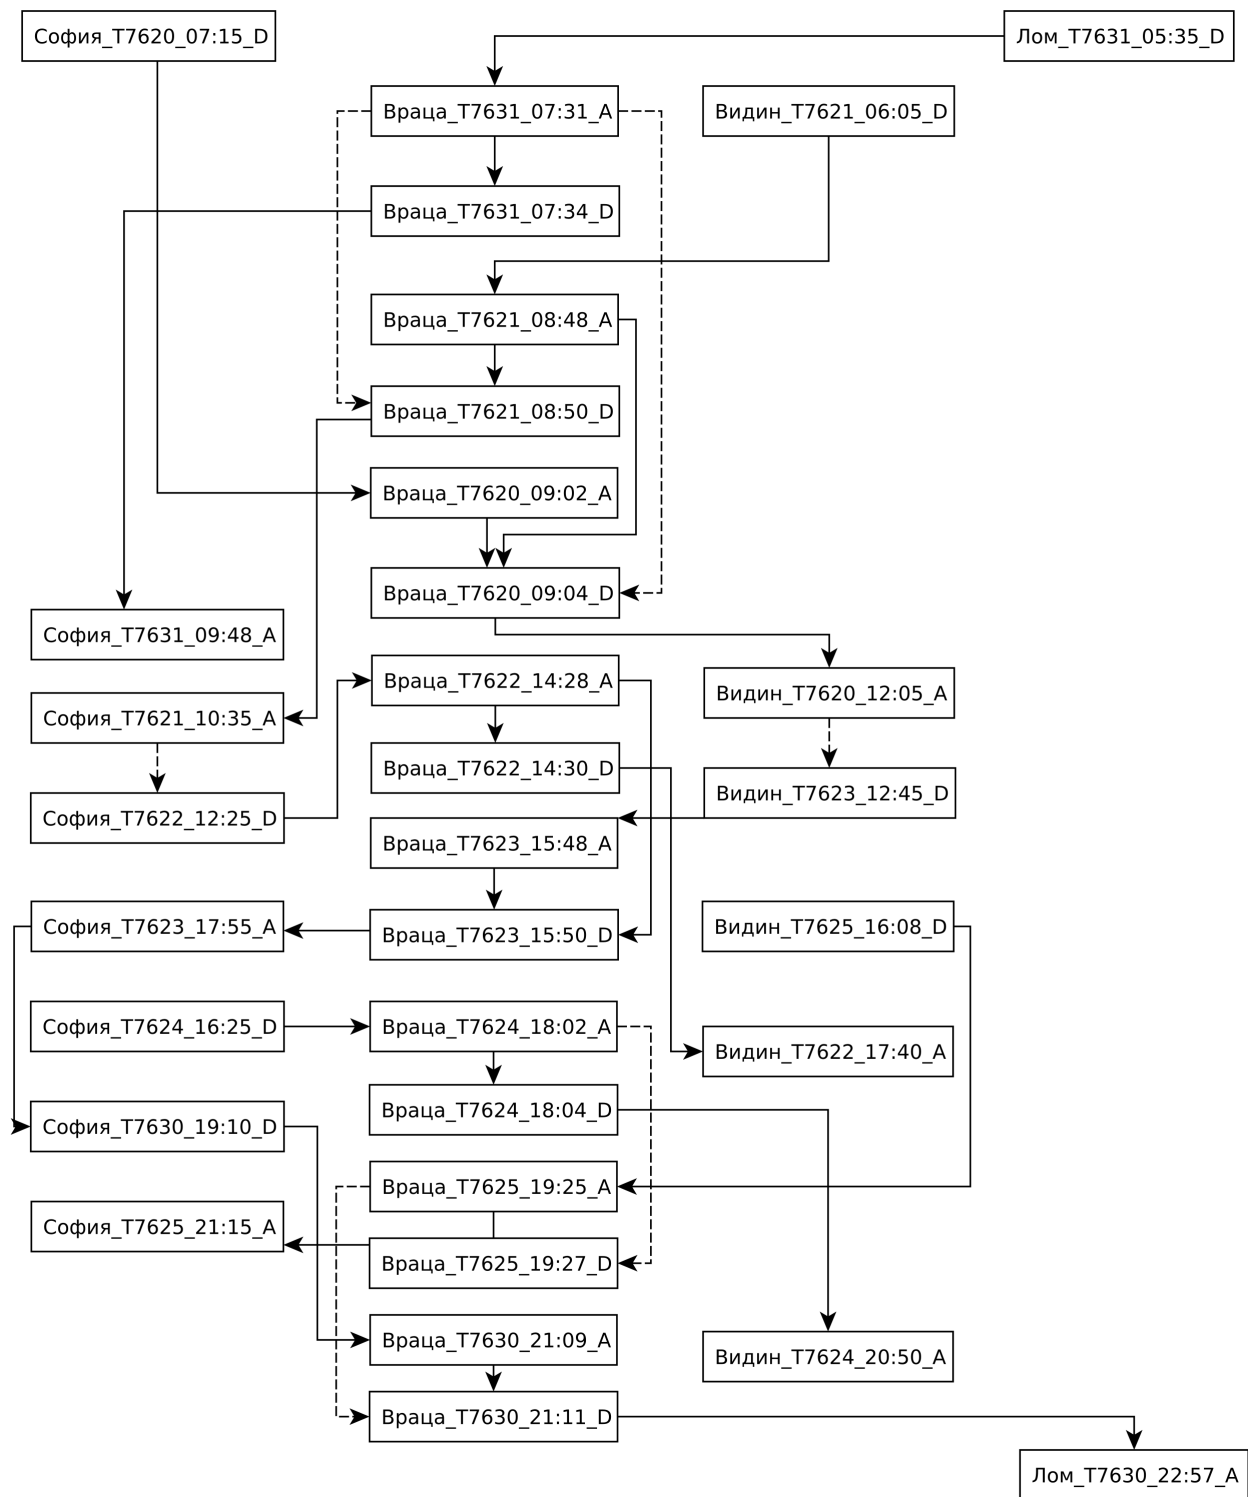 София_T7620_07:15_D
Лом_T7631_05:35_D
Враца_T7631_07:31_A
Видин_T7621_06:05_D
Враца_T7631_07:34_D
Враца_T7621_08:48_A
Враца_T7621_08:50_D
Враца_T7620_09:02_A
Враца_T7620_09:04_D
София_T7631_09:48_A
Враца_T7622_14:28_A
Видин_T7620_12:05_A
София_T7621_10:35_A
Враца_T7622_14:30_D
Видин_T7623_12:45_D
София_T7622_12:25_D
Враца_T7623_15:48_A
София_T7623_17:55_A
Враца_T7623_15:50_D
Видин_T7625_16:08_D
София_T7624_16:25_D
Враца_T7624_18:02_A
Видин_T7622_17:40_A
Враца_T7624_18:04_D
София_T7630_19:10_D
Враца_T7625_19:25_A
София_T7625_21:15_A
Враца_T7625_19:27_D
Враца_T7630_21:09_A
Видин_T7624_20:50_A
Враца_T7630_21:11_D
Лом_T7630_22:57_A